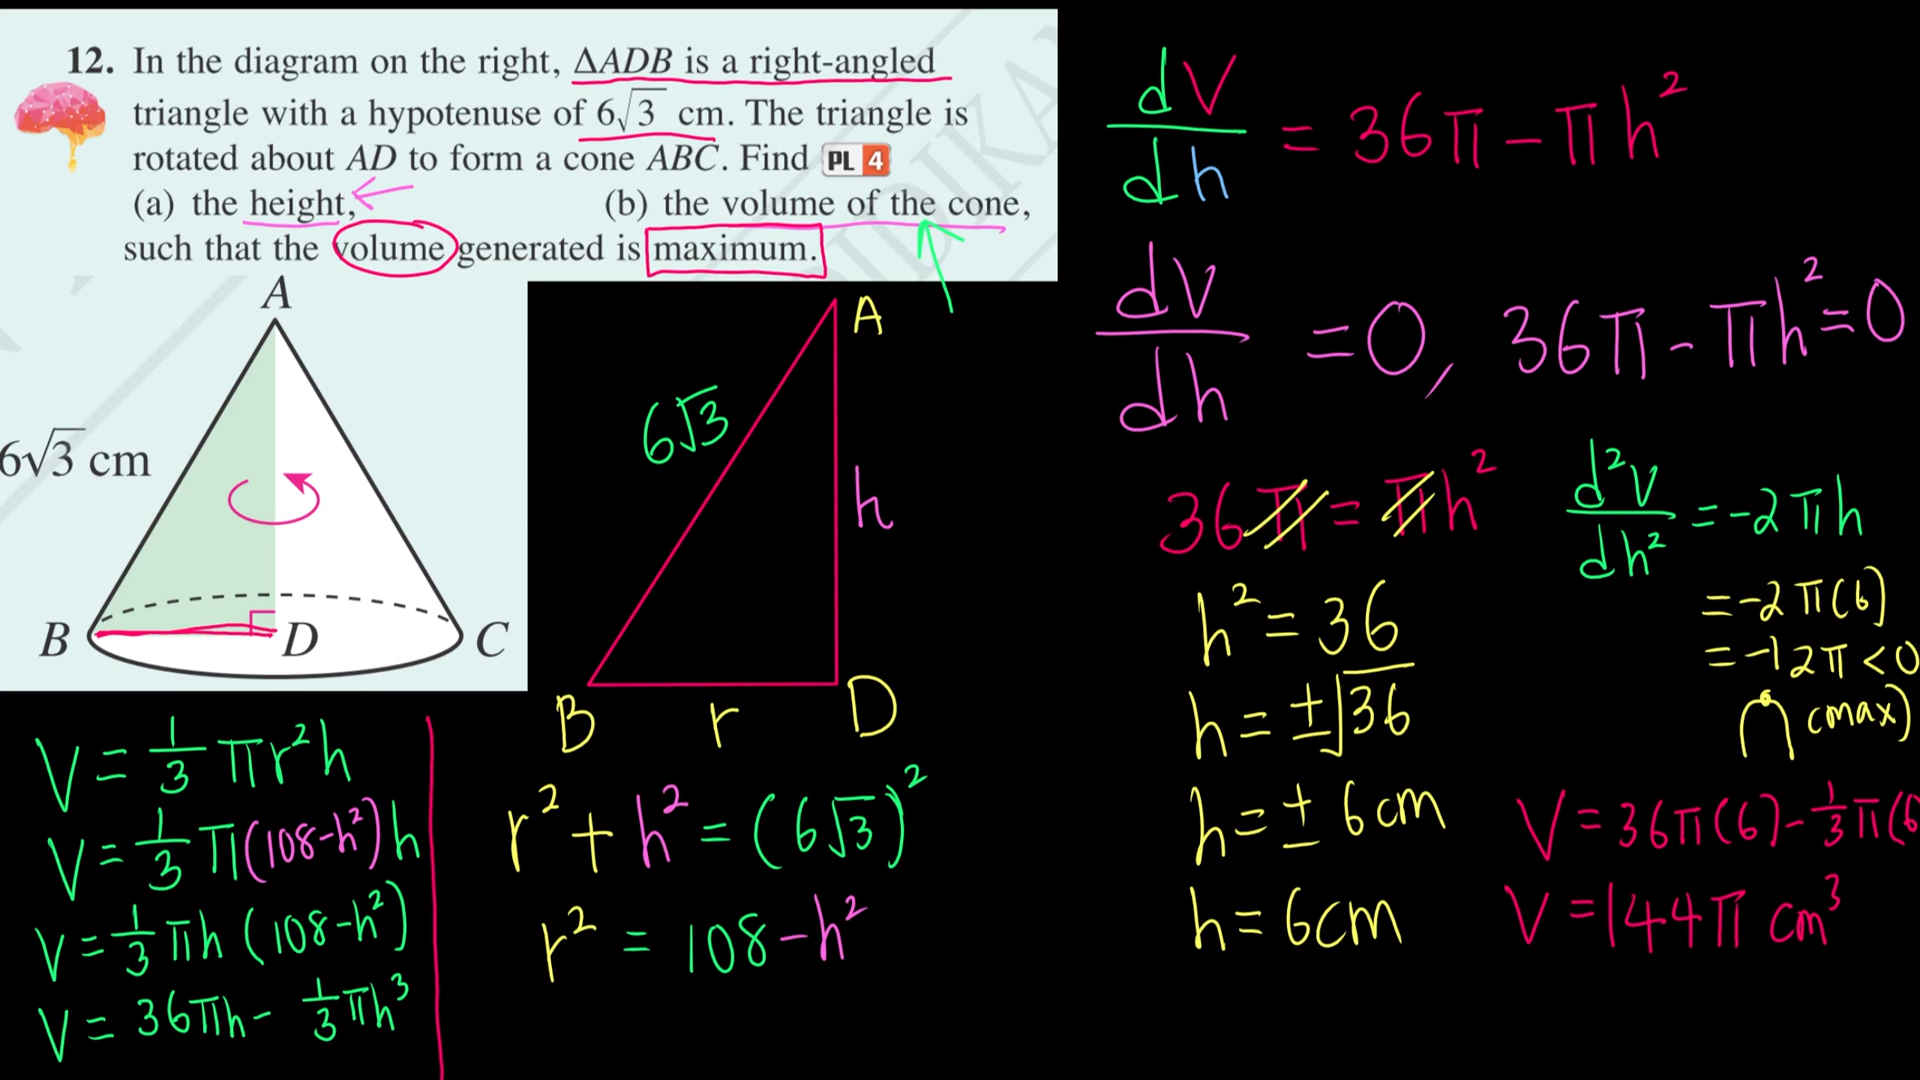 12. In the diagram on the right, ΔADB is a right-angled
triangle with a hypotenuse of 6√3 cm. The triangle is
rotated about AD to form a cone ABC. Find PL 4
(a) the height, (b) the volume of the cone,
such that the volume generated is maximum.
A
6√3 cm
B
D
C
A
6√3
h
B
r
D
V = 1/3 πr²h
V = 1/3 π(108-h²)h
V = 1/3 πh (108-h²)
V = 36πh - 1/3 πh³
r² + h² = (6√3)²
r² = 108 - h²
dV/dh = 36π - πh²
dV/dh = 0, 36π - πh² = 0
36π = πh²
h² = 36
h = ±√36
h = ± 6cm
h = 6cm
d²V/dh² = -2πh
= -2π(6)
= -12π < 0
(max)
V = 36π(6) - 1/3 π(6
V = 144π cm³